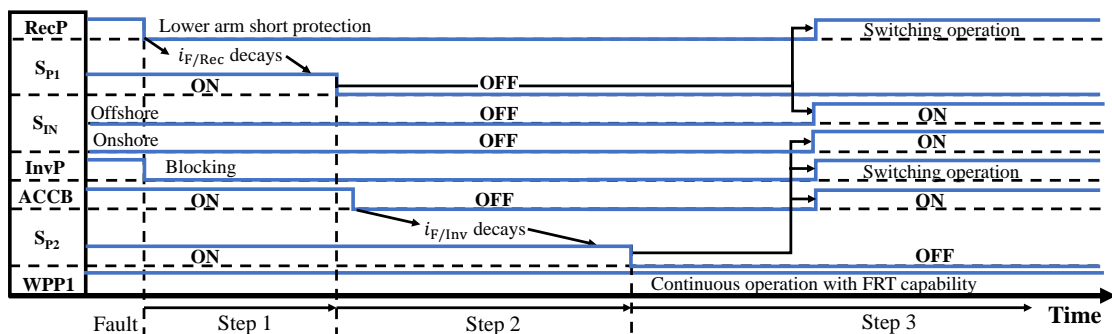 RecP Lower arm short protection Switching operation
i_F/Rec decays
S_P1 ON OFF
S_IN Offshore OFF ON
Onshore OFF ON
InvP Blocking Switching operation
ACCB ON OFF ON
i_F/Inv decays
S_P2 ON OFF
WPP1 Continuous operation with FRT capability
Time
Fault Step 1 Step 2 Step 3